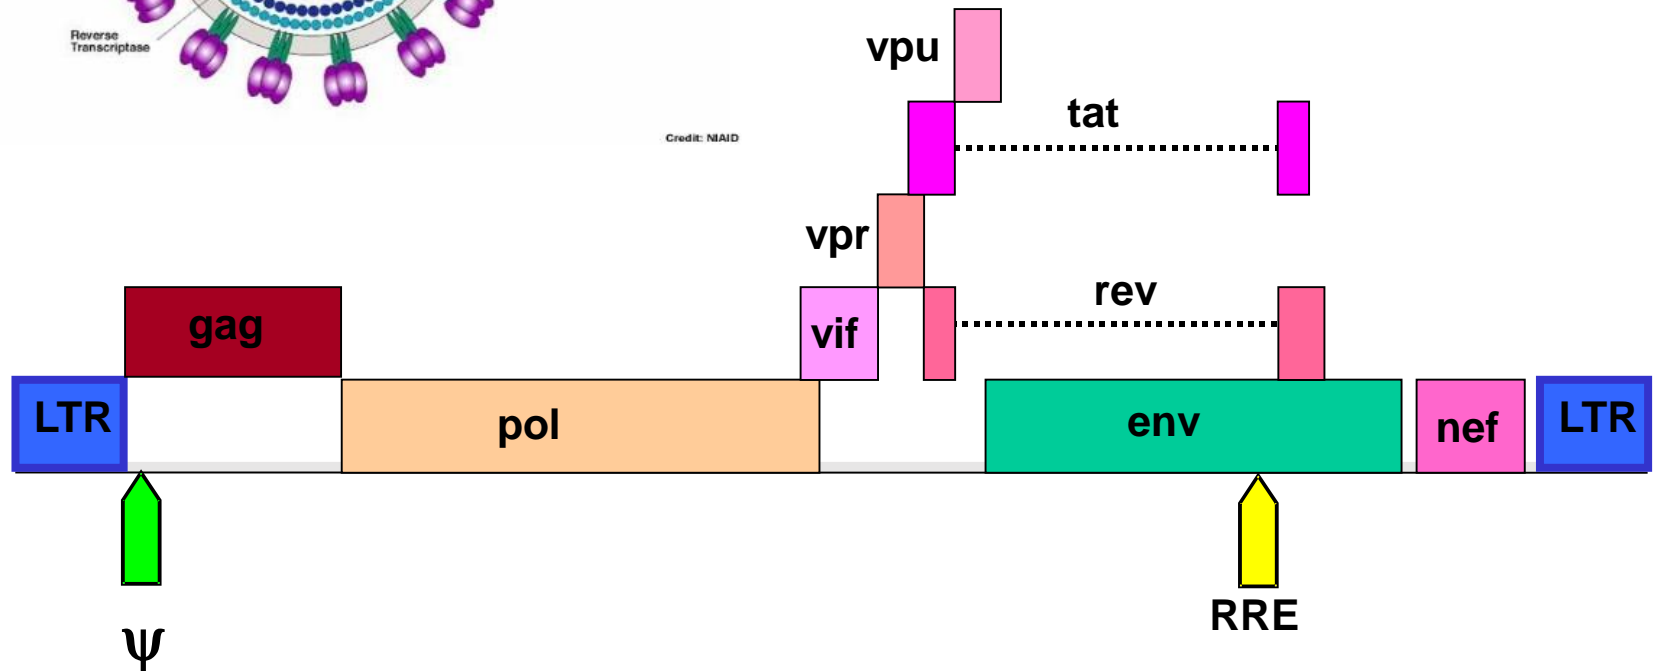 Reverse
Transcriptase
vpu
tat
Credit: NIAID
vpr
rev
gag
vif
LTR
pol
env
nef
LTR
RRE
ψ